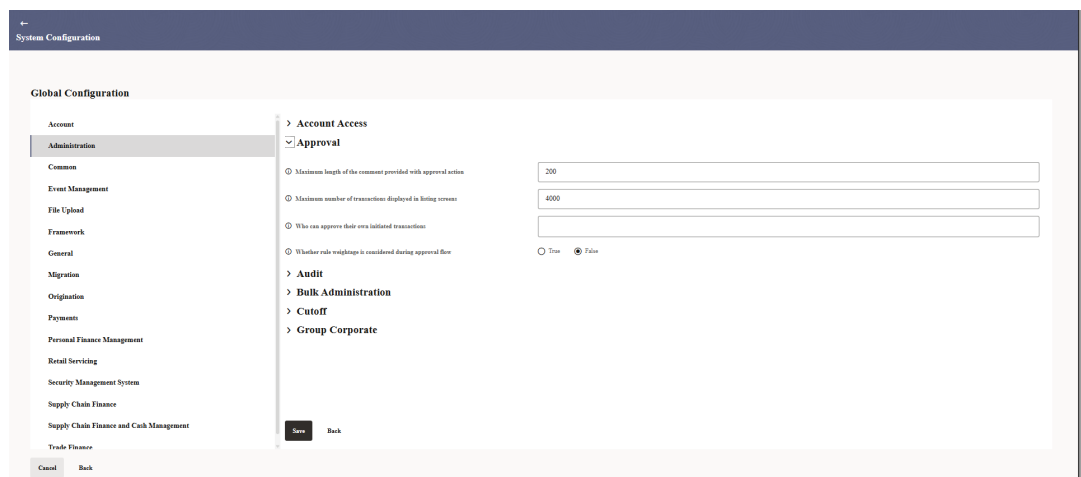 System Configuration
Global Configuration
Account
Administration
Common
Event Management
File Upload
Framework
General
Migration
Origination
Payments
Personal Finance Management
Retail Servicing
Security Management System
Supply Chain Finance
Supply Chain Finance and Cash Management
Trade Finance
Account Access
Approval
Maximum length of the comment provided with approval action
200
Maximum number of transactions displayed in listing screens
4000
Who can approve their own initiated transactions
Whether rule weightage is considered during approval flow
True False
Audit
Bulk Administration
Cutoff
Group Corporate
Save Back
Cancel Back